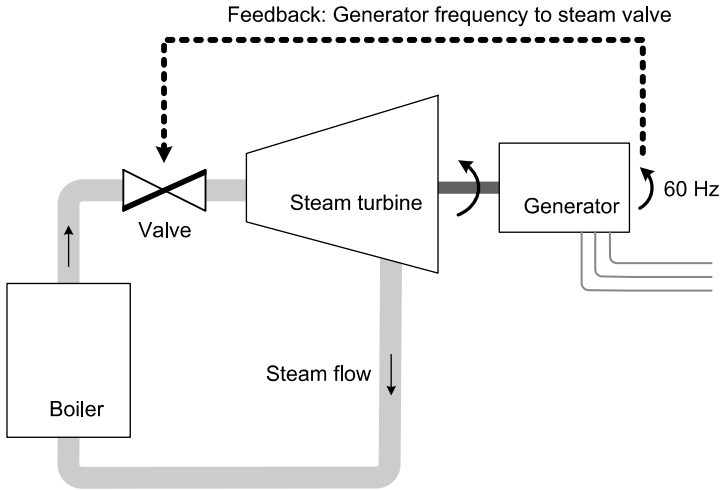 Feedback: Generator frequency to steam valve
Steam turbine
Generator
60 Hz
Valve
Steam flow
Boiler